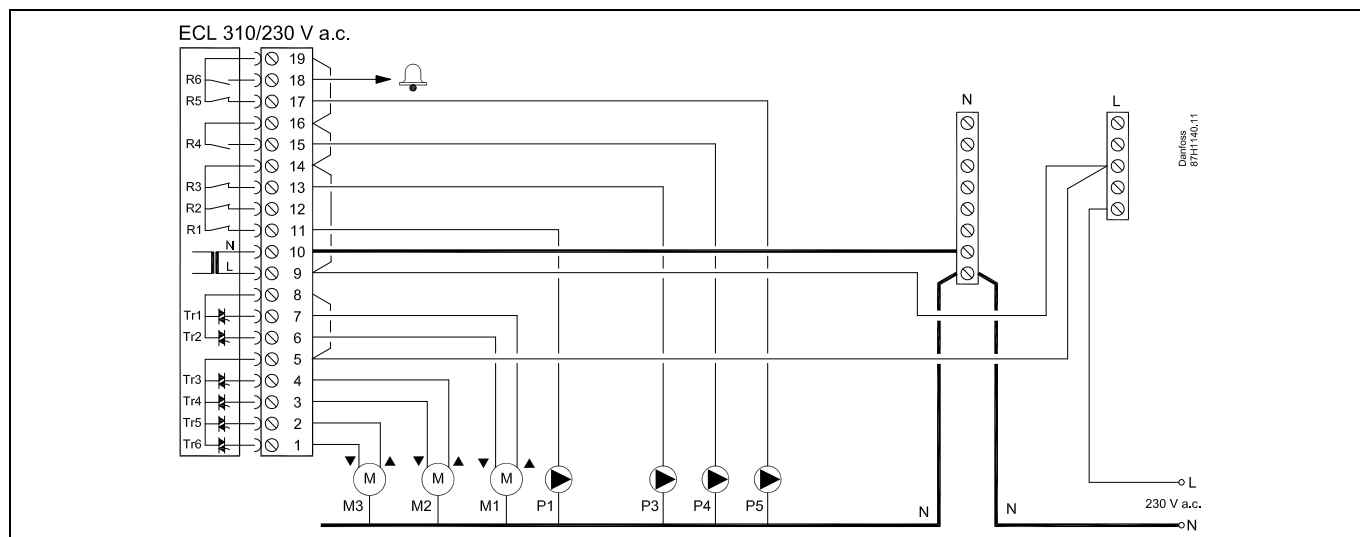 ECL 310/230 V a.c.
19
R6 18
R5 17
16
R4 15
14
R3 13
R2 12
R1 11
N 10
L 9
8
Tr1 7
Tr2 6
5
Tr3 4
Tr4 3
Tr5 2
Tr6 1
N
L
Danfoss
87H1140.11
M M M
M3 M2 M1 P1 P3 P4 P5
N N
L
230 V a.c.
N